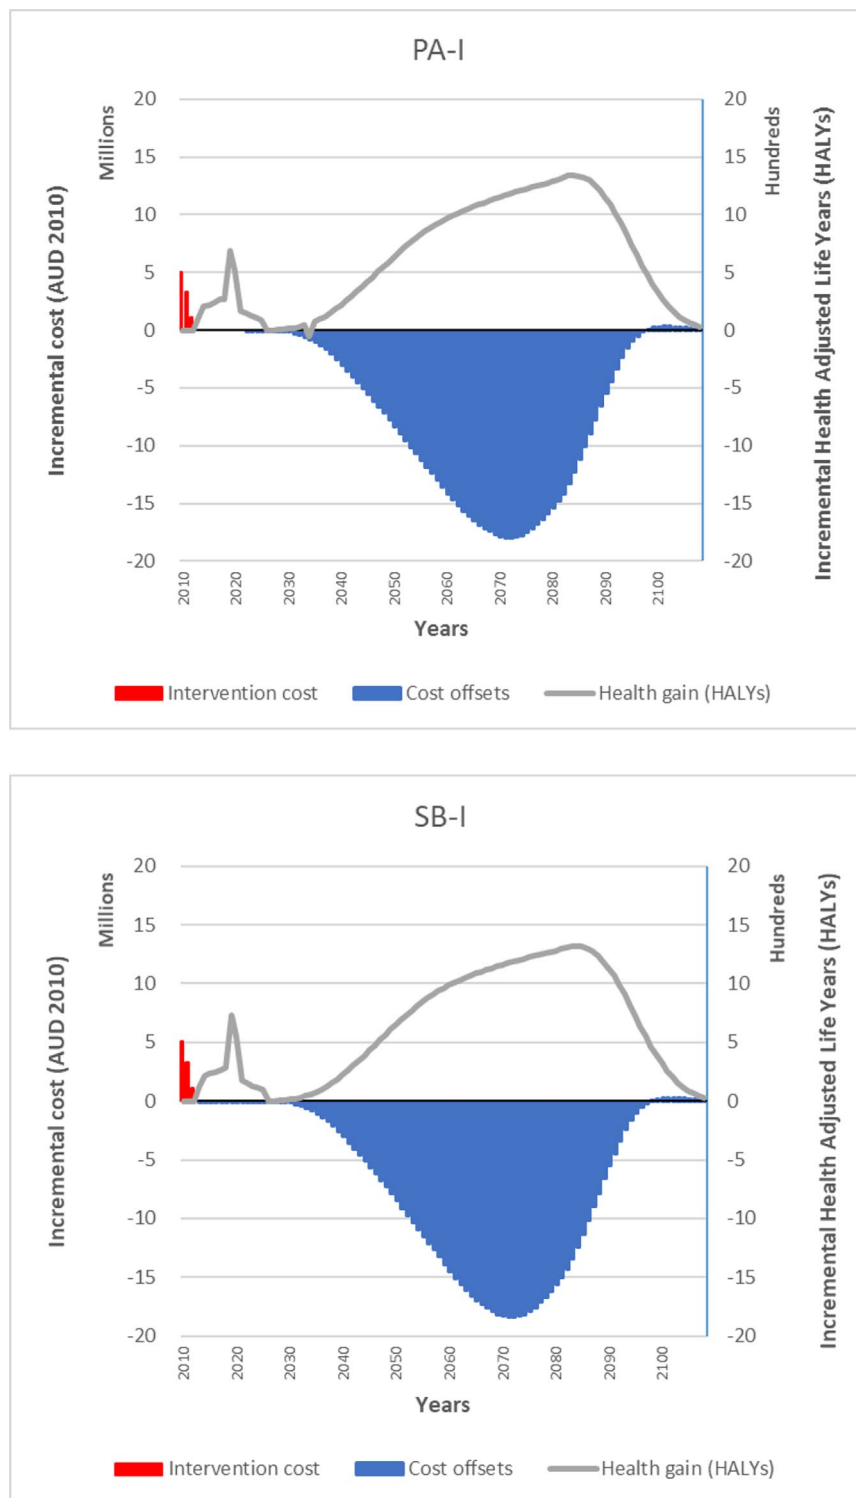 PA-I
Millions
Hundreds
Incremental cost (AUD 2010)
Incremental Health Adjusted Life Years (HALYs)
20
15
10
5
0
-5
-10
-15
-20
20
15
10
5
0
-5
-10
-15
-20
2010 2020 2030 2040 2050 2060 2070 2080 2090 2100
Years
Intervention cost Cost offsets Health gain (HALYs)
SB-I
Millions
Hundreds
Incremental cost (AUD 2010)
Incremental Health Adjusted Life Years (HALYs)
20
15
10
5
0
-5
-10
-15
-20
20
15
10
5
0
-5
-10
-15
-20
2010 2020 2030 2040 2050 2060 2070 2080 2090 2100
Years
Intervention cost Cost offsets Health gain (HALYs)